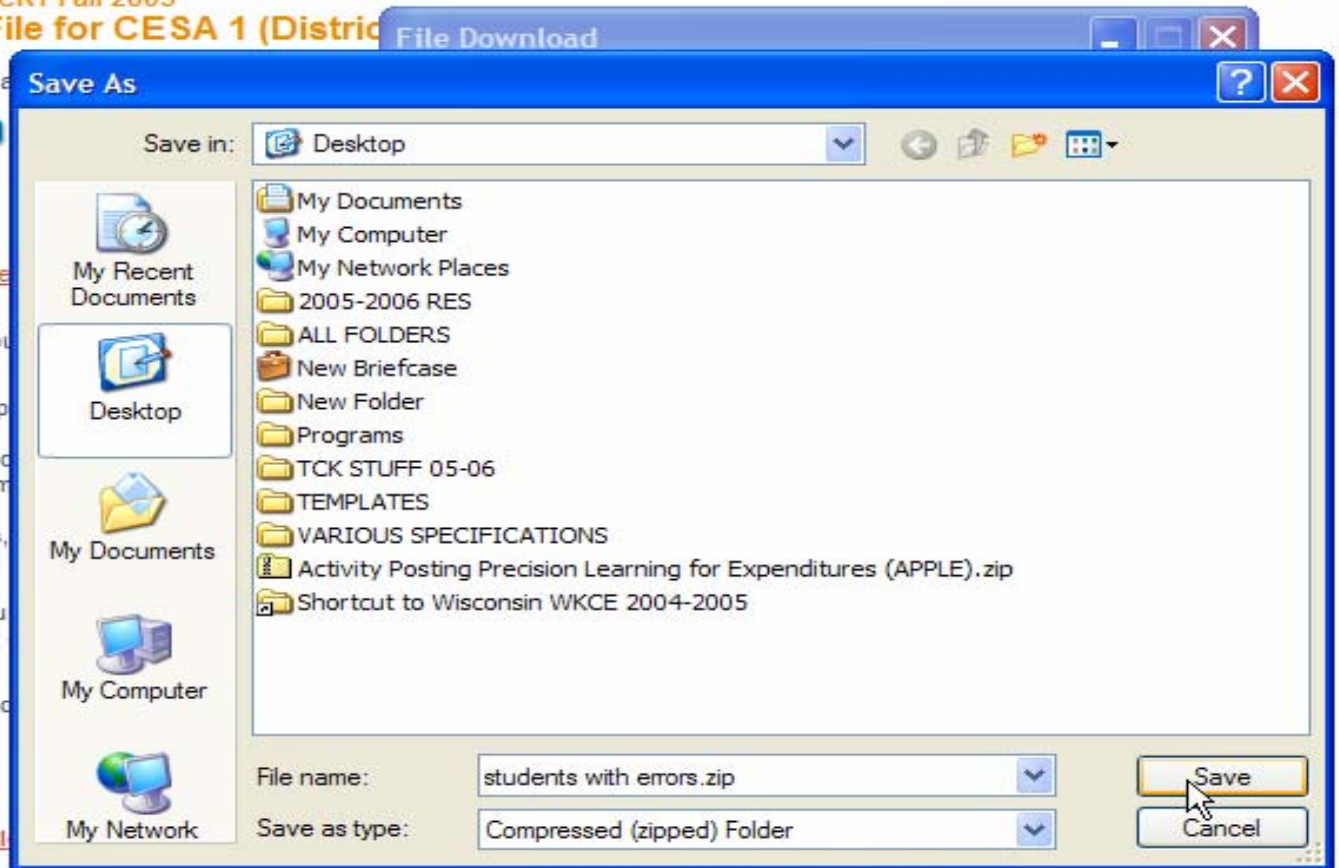 File for CESA 1 (Distric
File Download
Save As
Save in:
Desktop
My Recent
Documents
Desktop
My Documents
My Computer
My Network
My Documents
My Computer
My Network Places
2005-2006 RES
ALL FOLDERS
New Briefcase
New Folder
Programs
TCK STUFF 05-06
TEMPLATES
VARIOUS SPECIFICATIONS
Activity Posting Precision Learning for Expenditures (APPLE).zip
Shortcut to Wisconsin WKCE 2004-2005
File name:
students with errors.zip
Save
Save as type:
Compressed (zipped) Folder
Cancel